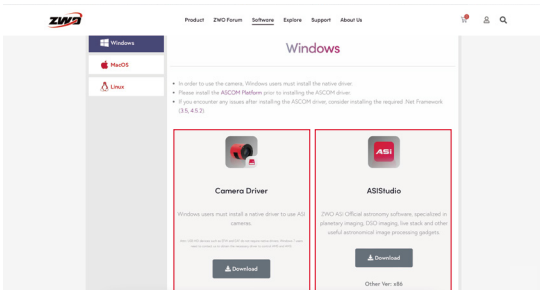 ZWO
Product ZWO Forum Software Explore Support About Us
Windows
MacOS
Linux
Windows
In order to use the camera, Windows users must install the native driver.
Please install the ASCOM Platform prior to installing the ASCOM driver.
If you encounter any issues after installing the ASCOM driver, consider installing the required .Net Framework
(3.5, 4.5.2).
Camera Driver
Windows users must install a native driver to use ASI
cameras.
Download
ASI
ASIStudio
ZWO ASI Official astronomy software, specialized in
planetary imaging, DSO imaging, live stack and other
useful astronomical image processing gadgets.
Download
Other Ver: x86